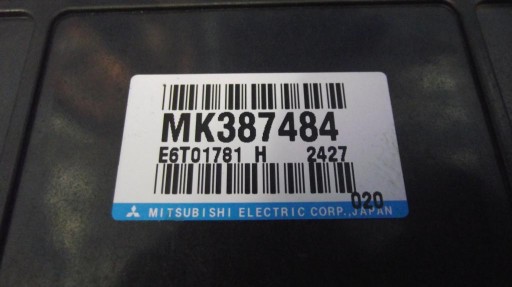 MK387484
E6T01781 H 2427
020
MITSUBISHI ELECTRIC CORP., JAPAN